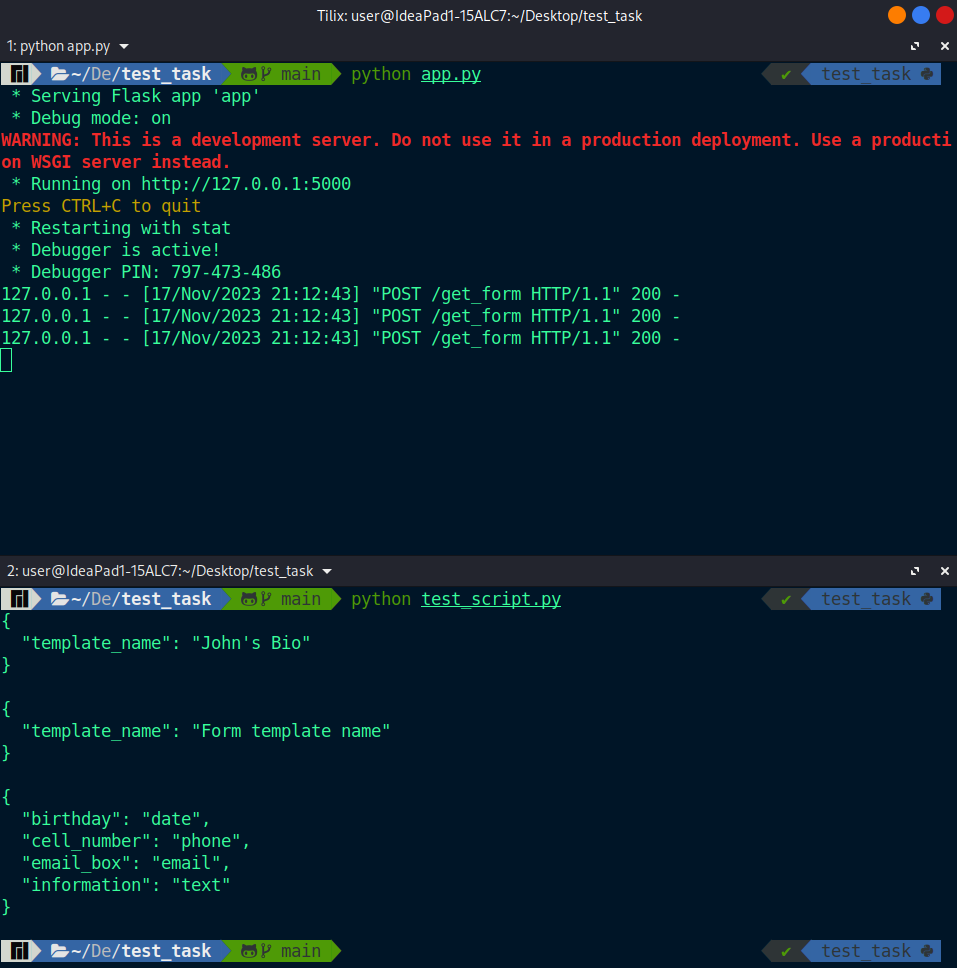 Tilix: user@IdeaPad1-15ALC7:~/Desktop/test_task
1: python app.py
~/De/test_task main python app.py ✔ test_task
 * Serving Flask app 'app'
 * Debug mode: on
WARNING: This is a development server. Do not use it in a production deployment. Use a producti
on WSGI server instead.
 * Running on http://127.0.0.1:5000
Press CTRL+C to quit
 * Restarting with stat
 * Debugger is active!
 * Debugger PIN: 797-473-486
127.0.0.1 - - [17/Nov/2023 21:12:43] "POST /get_form HTTP/1.1" 200 -
127.0.0.1 - - [17/Nov/2023 21:12:43] "POST /get_form HTTP/1.1" 200 -
127.0.0.1 - - [17/Nov/2023 21:12:43] "POST /get_form HTTP/1.1" 200 -
2: user@IdeaPad1-15ALC7:~/Desktop/test_task
~/De/test_task main python test_script.py ✔ test_task
{
  "template_name": "John's Bio"
}
{
  "template_name": "Form template name"
}
{
  "birthday": "date",
  "cell_number": "phone",
  "email_box": "email",
  "information": "text"
}
~/De/test_task main ✔ test_task